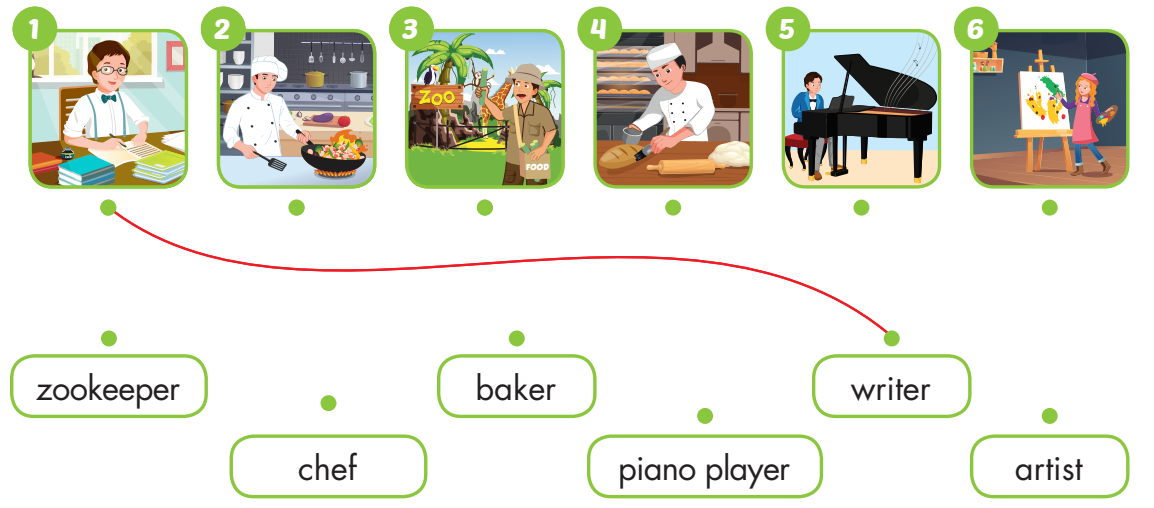 1
2
3
4
5
6
ZOO
FOOD
zookeeper
baker
writer
chef
piano player
artist